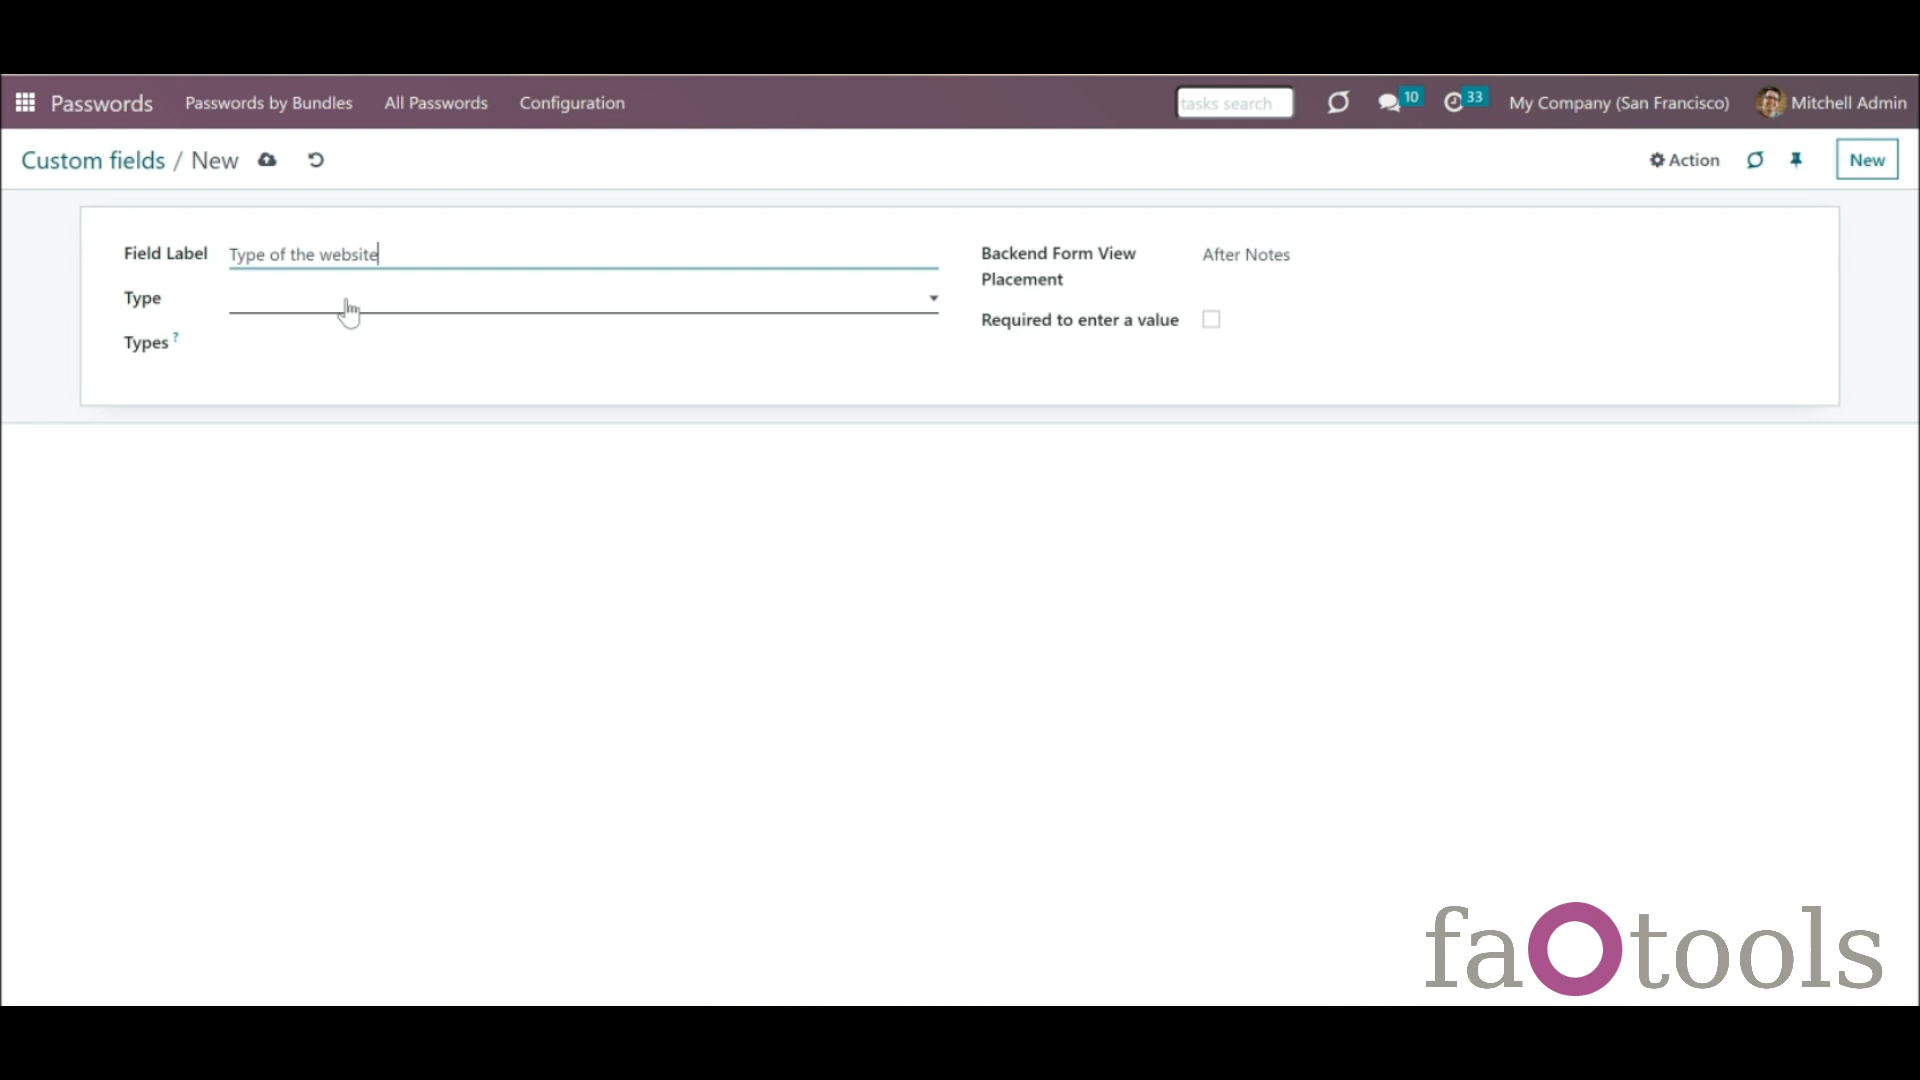 Passwords Passwords by Bundles All Passwords Configuration tasks search 10 33 My Company (San Francisco) Mitchell Admin
Custom fields / New Action New
Field Label Type of the website
Type
Types ?
Backend Form View
Placement
After Notes
Required to enter a value
faOtools